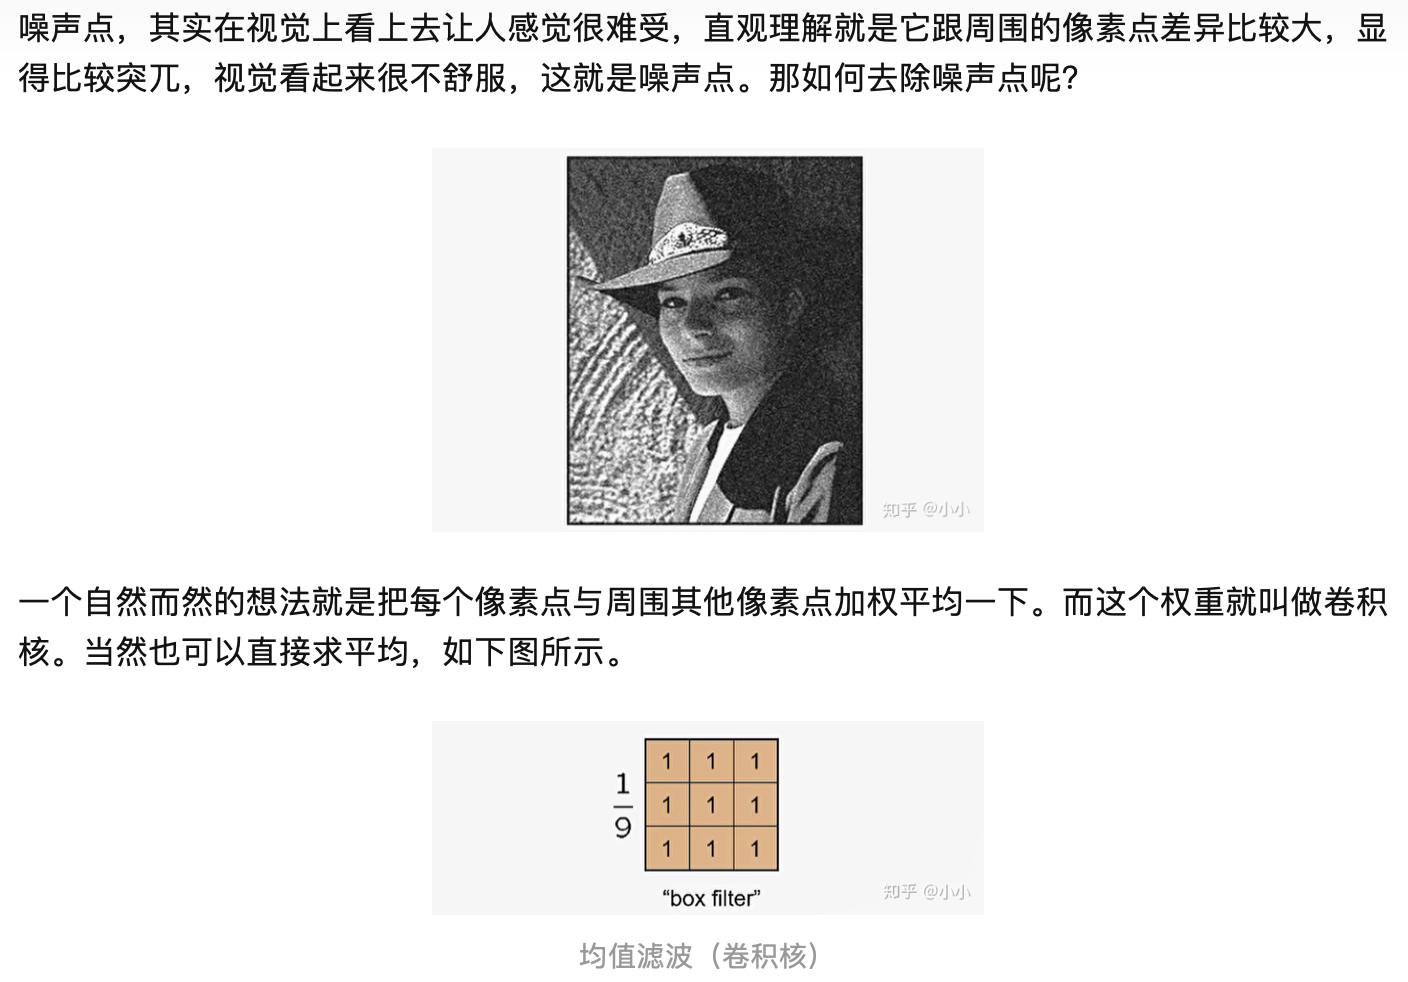 噪声点，其实在视觉上看上去让人感觉很难受，直观理解就是它跟周围的像素点差异比较大，显
得比较突兀，视觉看起来很不舒服，这就是噪声点。那如何去除噪声点呢？
知乎 @小小
一个自然而然的想法就是把每个像素点与周围其他像素点加权平均一下。而这个权重就叫做卷积
核。当然也可以直接求平均，如下图所示。
1
9
1 1 1
1 1 1
1 1 1
“box filter”
知乎 @小小
均值滤波（卷积核）